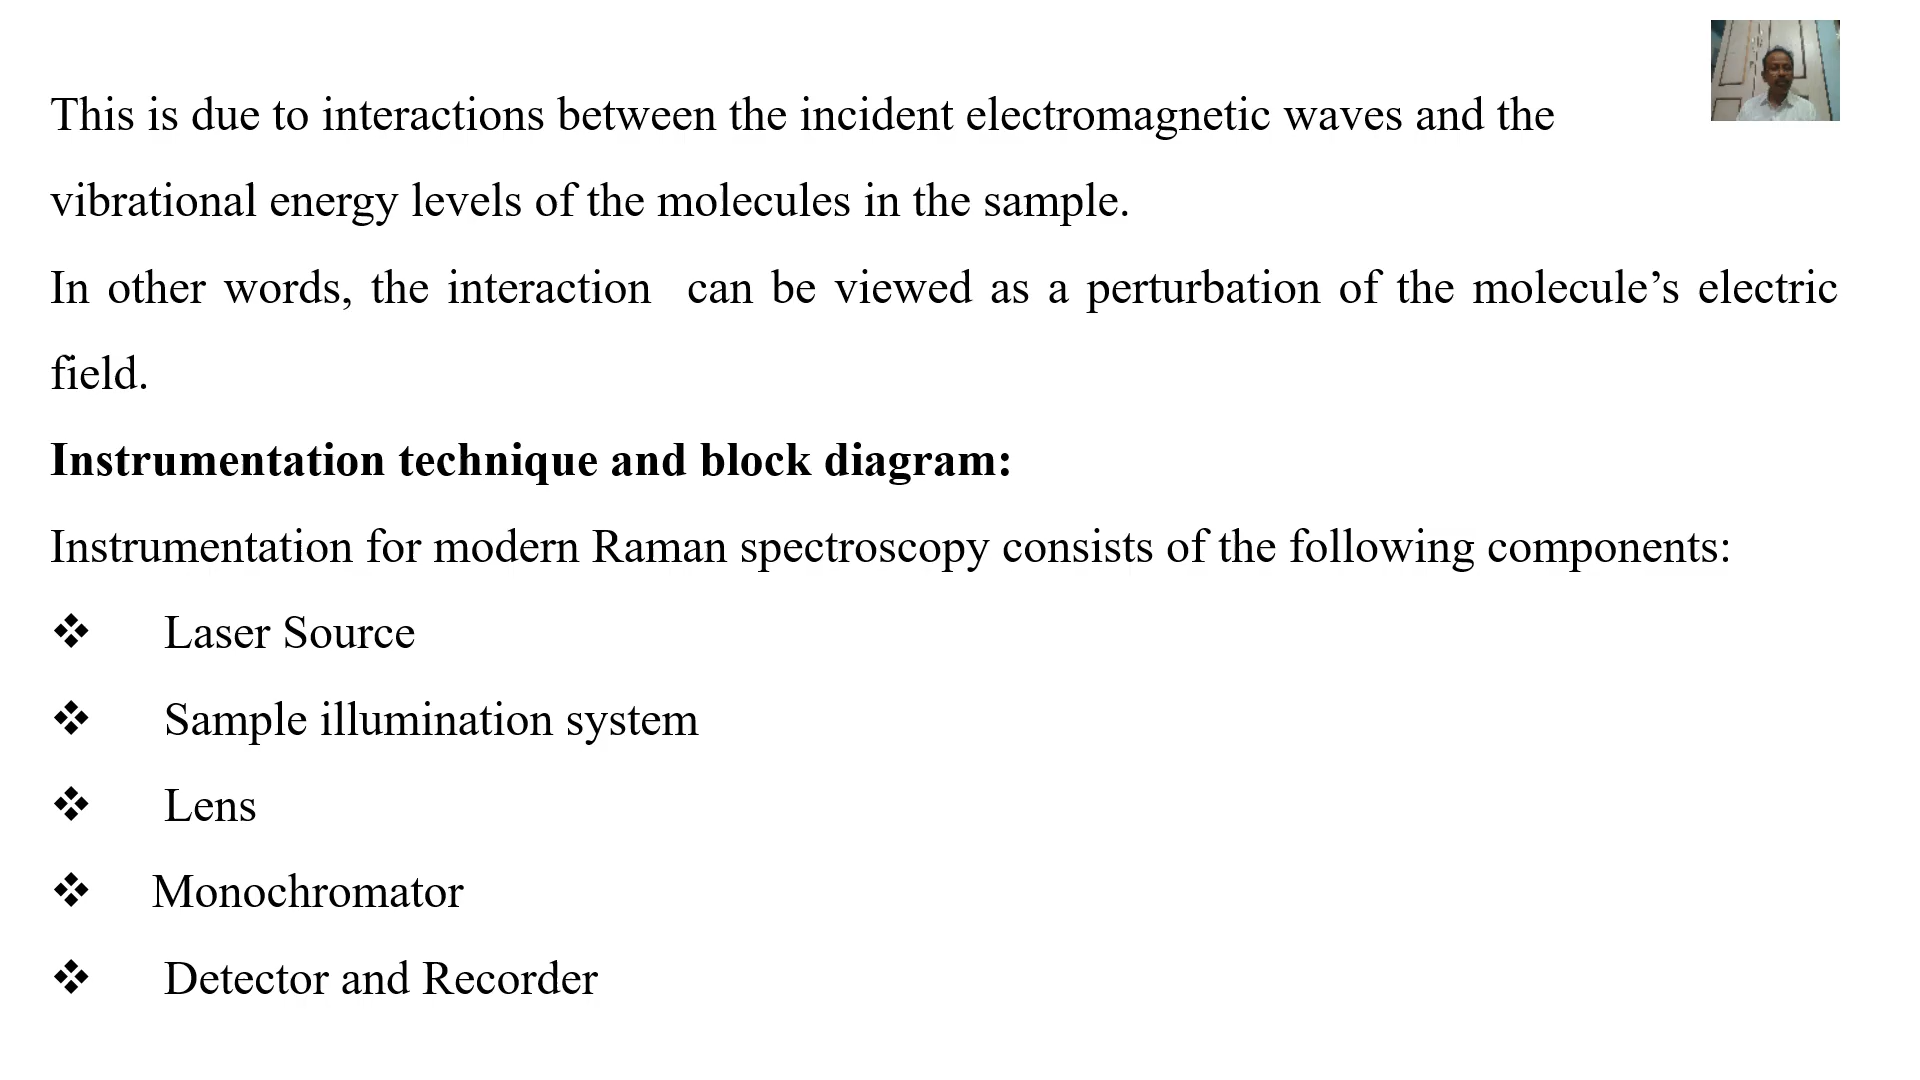 This is due to interactions between the incident electromagnetic waves and the
vibrational energy levels of the molecules in the sample.
In other words, the interaction  can be viewed as a perturbation of the molecule’s electric
field.
Instrumentation technique and block diagram:
Instrumentation for modern Raman spectroscopy consists of the following components:
❖ Laser Source
❖ Sample illumination system
❖ Lens
❖ Monochromator
❖ Detector and Recorder